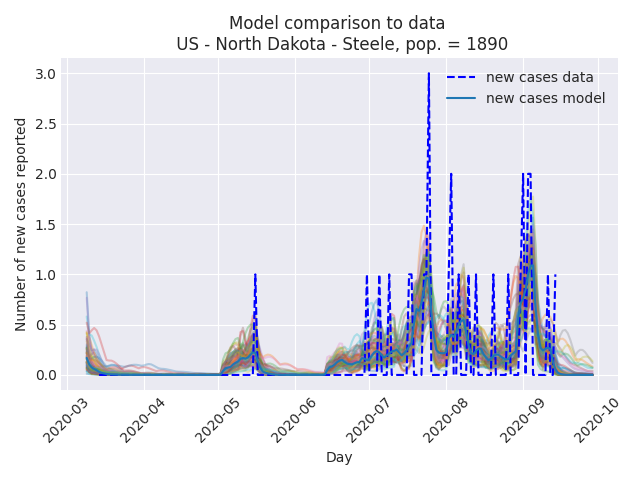 Model comparison to data
US - North Dakota - Steele, pop. = 1890
new cases data
new cases model
Number of new cases reported
3.0
2.5
2.0
1.5
1.0
0.5
0.0
2020-03
2020-04
2020-05
2020-06
2020-07
2020-08
2020-09
2020-10
Day